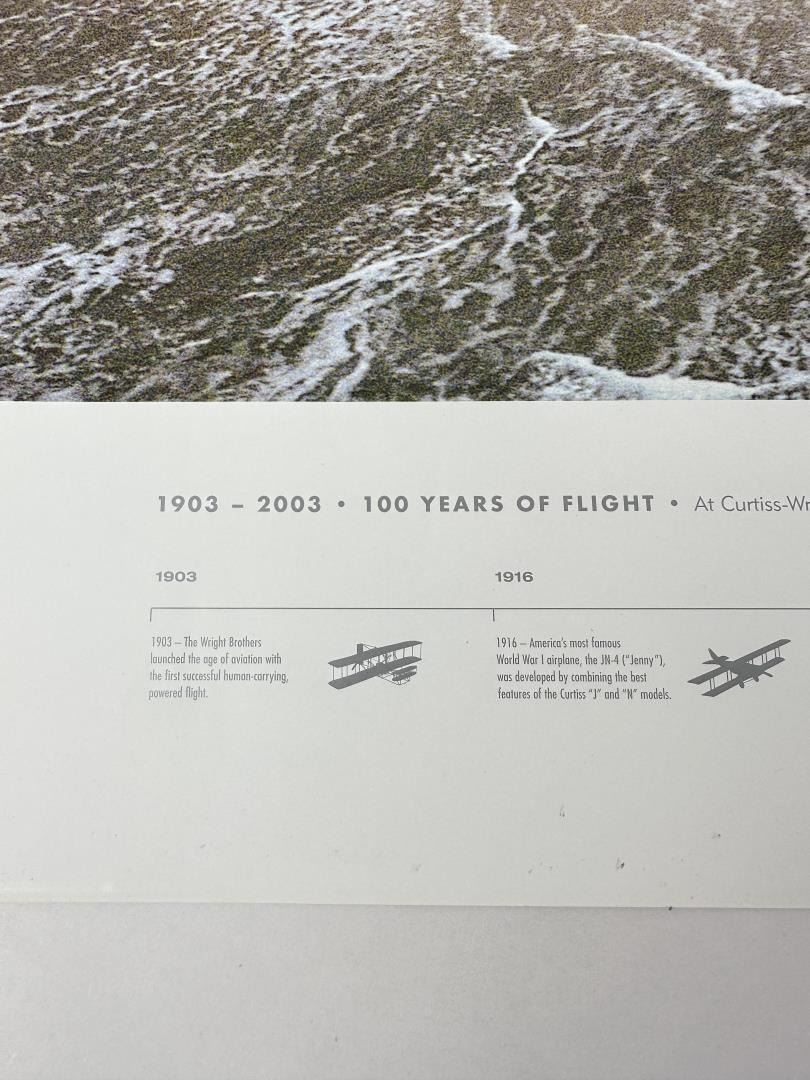 1903 – 2003 • 100 YEARS OF FLIGHT • At Curtiss-Wr
1903
1916
1903 – The Wright Brothers
launched the age of aviation with
the first successful human-carrying,
powered flight.
1916 – America's most famous
World War I airplane, the JN-4 ("Jenny"),
was developed by combining the best
features of the Curtiss "J" and "N" models.